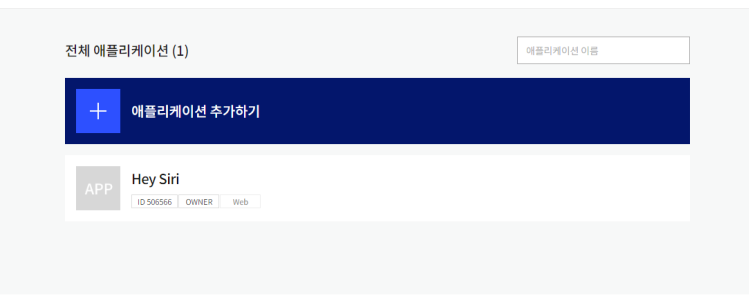 전체 애플리케이션 (1)
애플리케이션 이름
애플리케이션 추가하기
APP
Hey Siri
ID 506566 OWNER Web